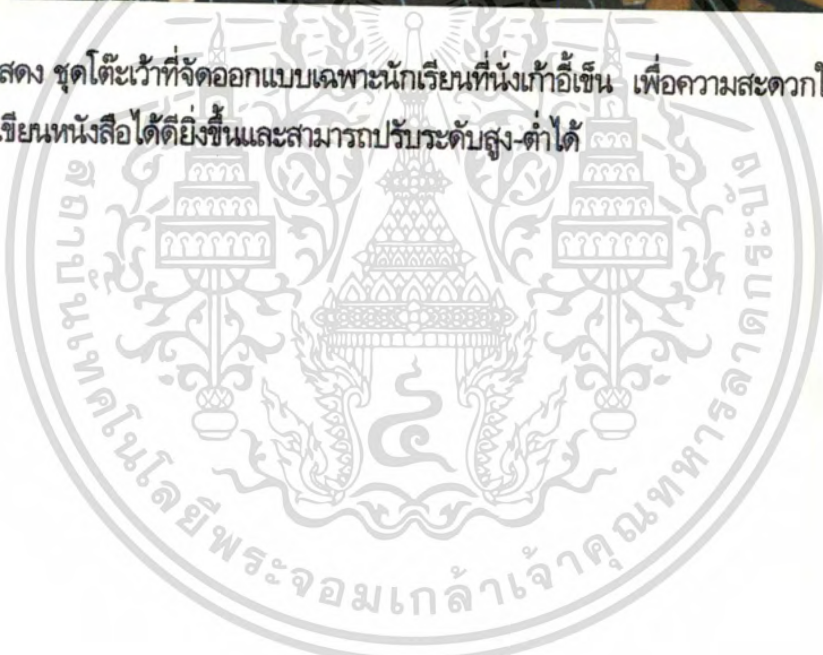 สดง ชุดโต๊ะเว้าที่จัดออกแบบเฉพาะนักเรียนที่นั่งเก้าอี้เข็น เพื่อความสะดวกใ
เขียนหนังสือได้ดียิ่งขึ้นและสามารถปรับระดับสูง-ต่ำได้
สถาบันเทคโนโลยีพระจอมเกล้าเจ้าคุณทหารลาดกระบัง